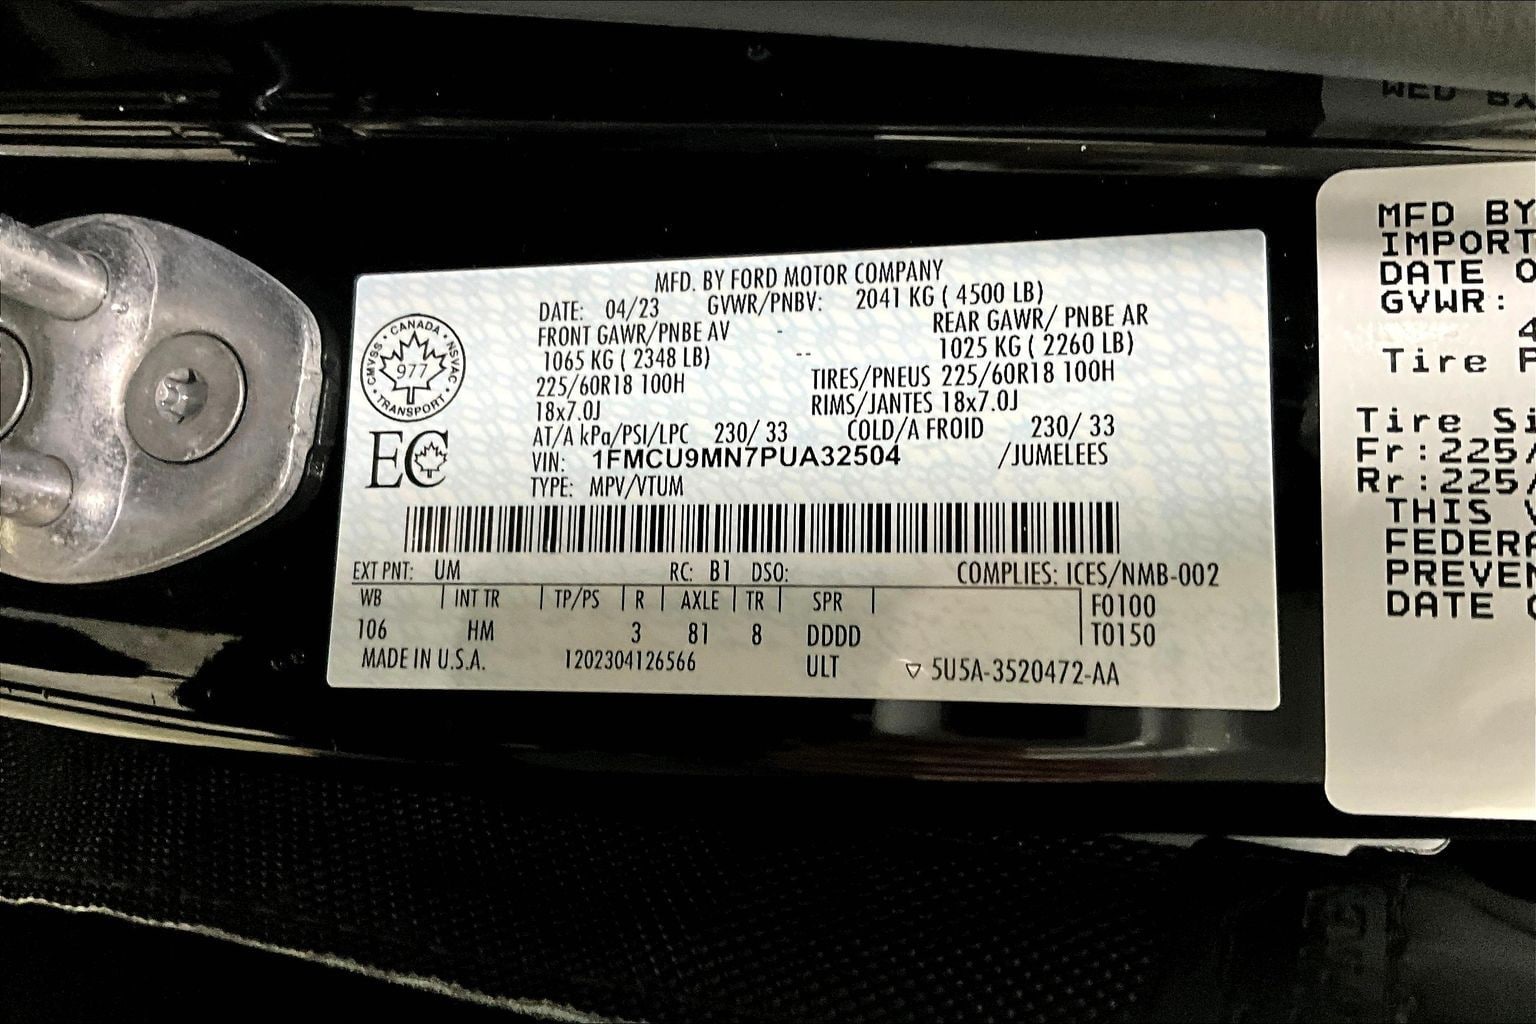 MFD. BY FORD MOTOR COMPANY
DATE: 04/23 GVWR/PNBV: 2041 KG ( 4500 LB)
FRONT GAWR/PNBE AV - REAR GAWR/ PNBE AR
1065 KG ( 2348 LB) -- 1025 KG ( 2260 LB)
225/60R18 100H TIRES/PNEUS 225/60R18 100H
18x7.0J RIMS/JANTES 18x7.0J
AT/A kPa/PSI/LPC 230/ 33 COLD/A FROID 230/ 33
VIN: 1FMCU9MN7PUA32504 /JUMELEES
TYPE: MPV/VTUM
CANADA
CMVSS NSVAC
977
TRANSPORT
EC
EXT PNT: UM RC: B1 DSO: COMPLIES: ICES/NMB-002
WB | INT TR | TP/PS | R | AXLE | TR | SPR | F0100
106 HM 3 81 8 DDDD T0150
MADE IN U.S.A. 1202304126566 ULT ▽ 5U5A-3520472-AA
MFD BY
IMPORT
DATE O
GVWR:
4
Tire F
Tire Si
Fr:225/
Rr:225/
THIS V
FEDERA
PREVEN
DATE